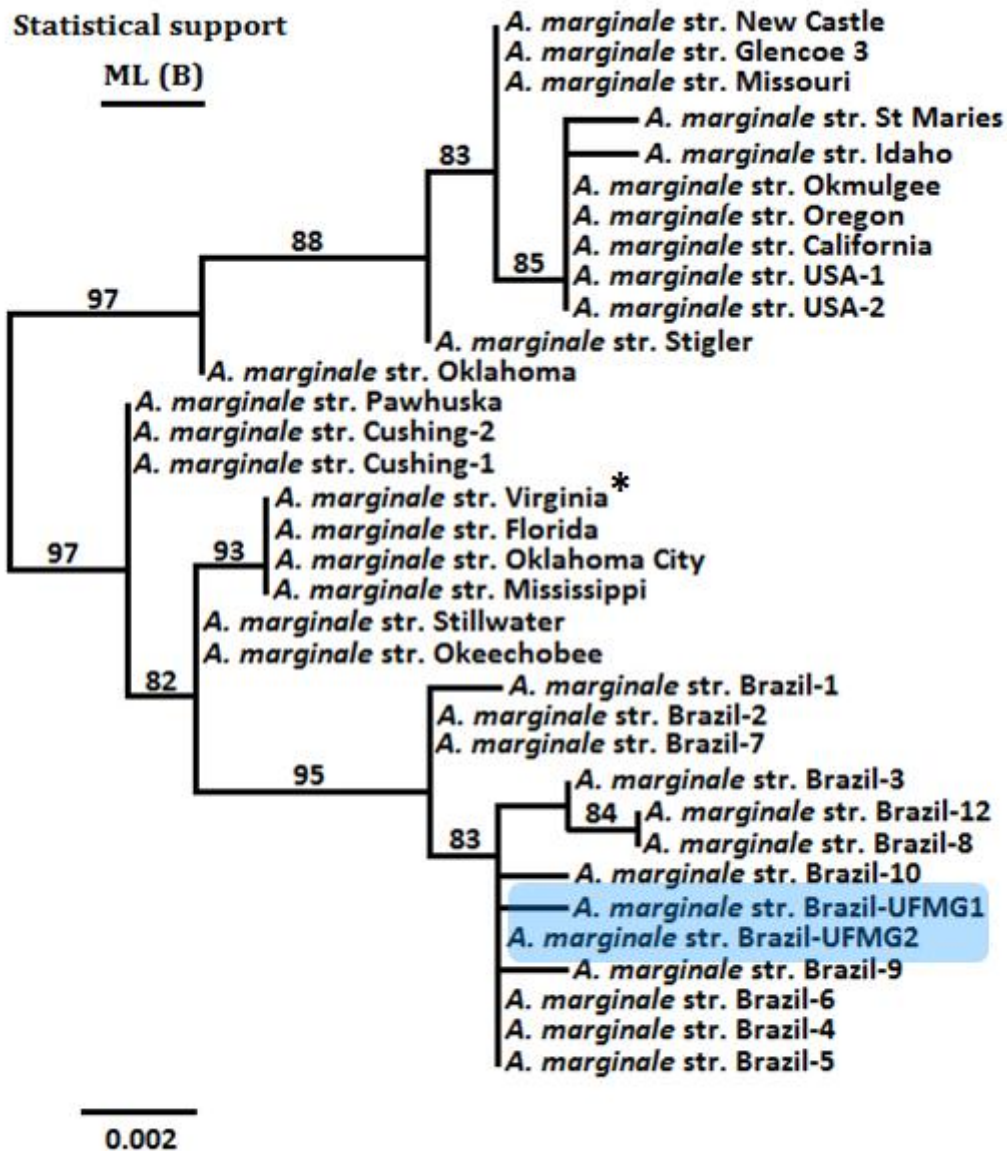 Statistical support
ML (B)
A. marginale str. New Castle
A. marginale str. Glencoe 3
A. marginale str. Missouri
A. marginale str. St Maries
83
A. marginale str. Idaho
A. marginale str. Okmulgee
A. marginale str. Oregon
88
A. marginale str. California
85
A. marginale str. USA-1
97
A. marginale str. USA-2
A. marginale str. Stigler
A. marginale str. Oklahoma
A. marginale str. Pawhuska
A. marginale str. Cushing-2
A. marginale str. Cushing-1
A. marginale str. Virginia*
A. marginale str. Florida
97
93
A. marginale str. Oklahoma City
A. marginale str. Mississippi
A. marginale str. Stillwater
A. marginale str. Okeechobee
82
A. marginale str. Brazil-1
A. marginale str. Brazil-2
A. marginale str. Brazil-7
95
A. marginale str. Brazil-3
84
A. marginale str. Brazil-12
83
A. marginale str. Brazil-8
A. marginale str. Brazil-10
A. marginale str. Brazil-UFMG1
A. marginale str. Brazil-UFMG2
A. marginale str. Brazil-9
A. marginale str. Brazil-6
A. marginale str. Brazil-4
A. marginale str. Brazil-5
0.002